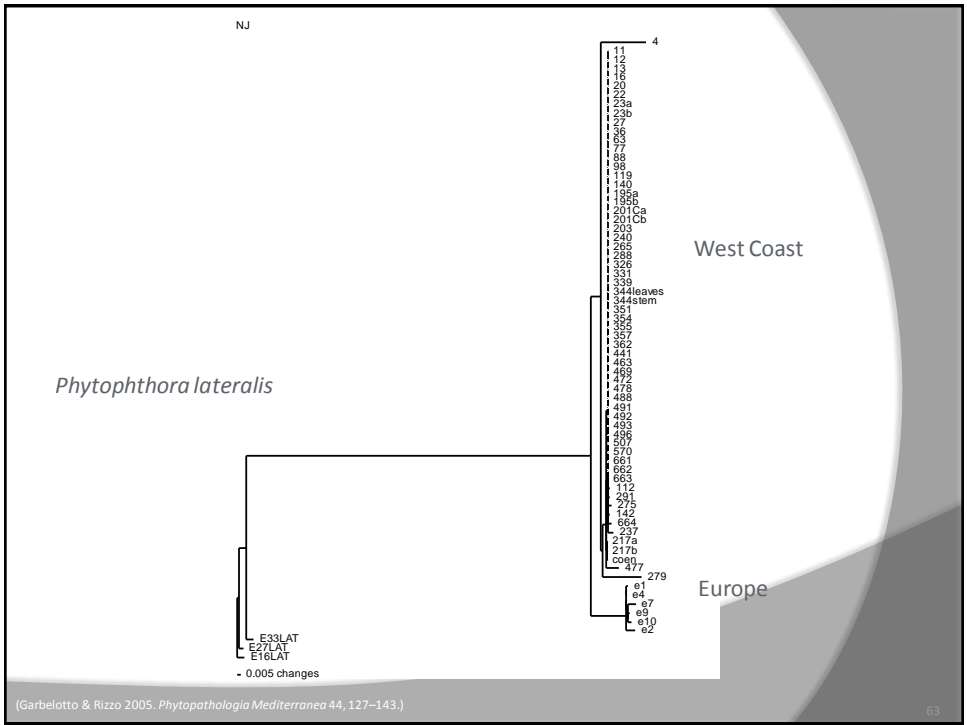 NJ
4
11
12
13
16
20
22
23a
23b
27
36
63
77
88
98
119
140
195a
195b
201Ca
201Cb
203
240
265
288
326
331
339
344leaves
344stem
351
354
355
357
362
441
463
469
472
478
488
491
492
493
496
507
570
661
662
663
112
291
275
142
664
237
217a
217b
coen
477
279
e1
e4
e7
e9
e10
e2
West Coast
Europe
Phytophthora lateralis
E33LAT
E27LAT
E16LAT
0.005 changes
(Garbelotto & Rizzo 2005. Phytopathologia Mediterranea 44, 127–143.)
63